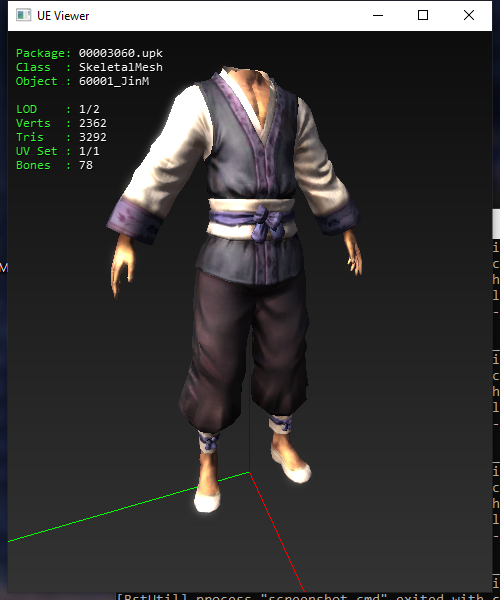 UE Viewer
Package: 00003060.upk
Class : SkeletalMesh
Object : 60001_JinM
LOD : 1/2
Verts : 2362
Tris : 3292
UV Set : 1/1
Bones : 78
M
i
c
h
l
-
i
c
h
l
-
i
c
h
l
-
i
[BstUtil] process "screenshot.cmd" exited with c